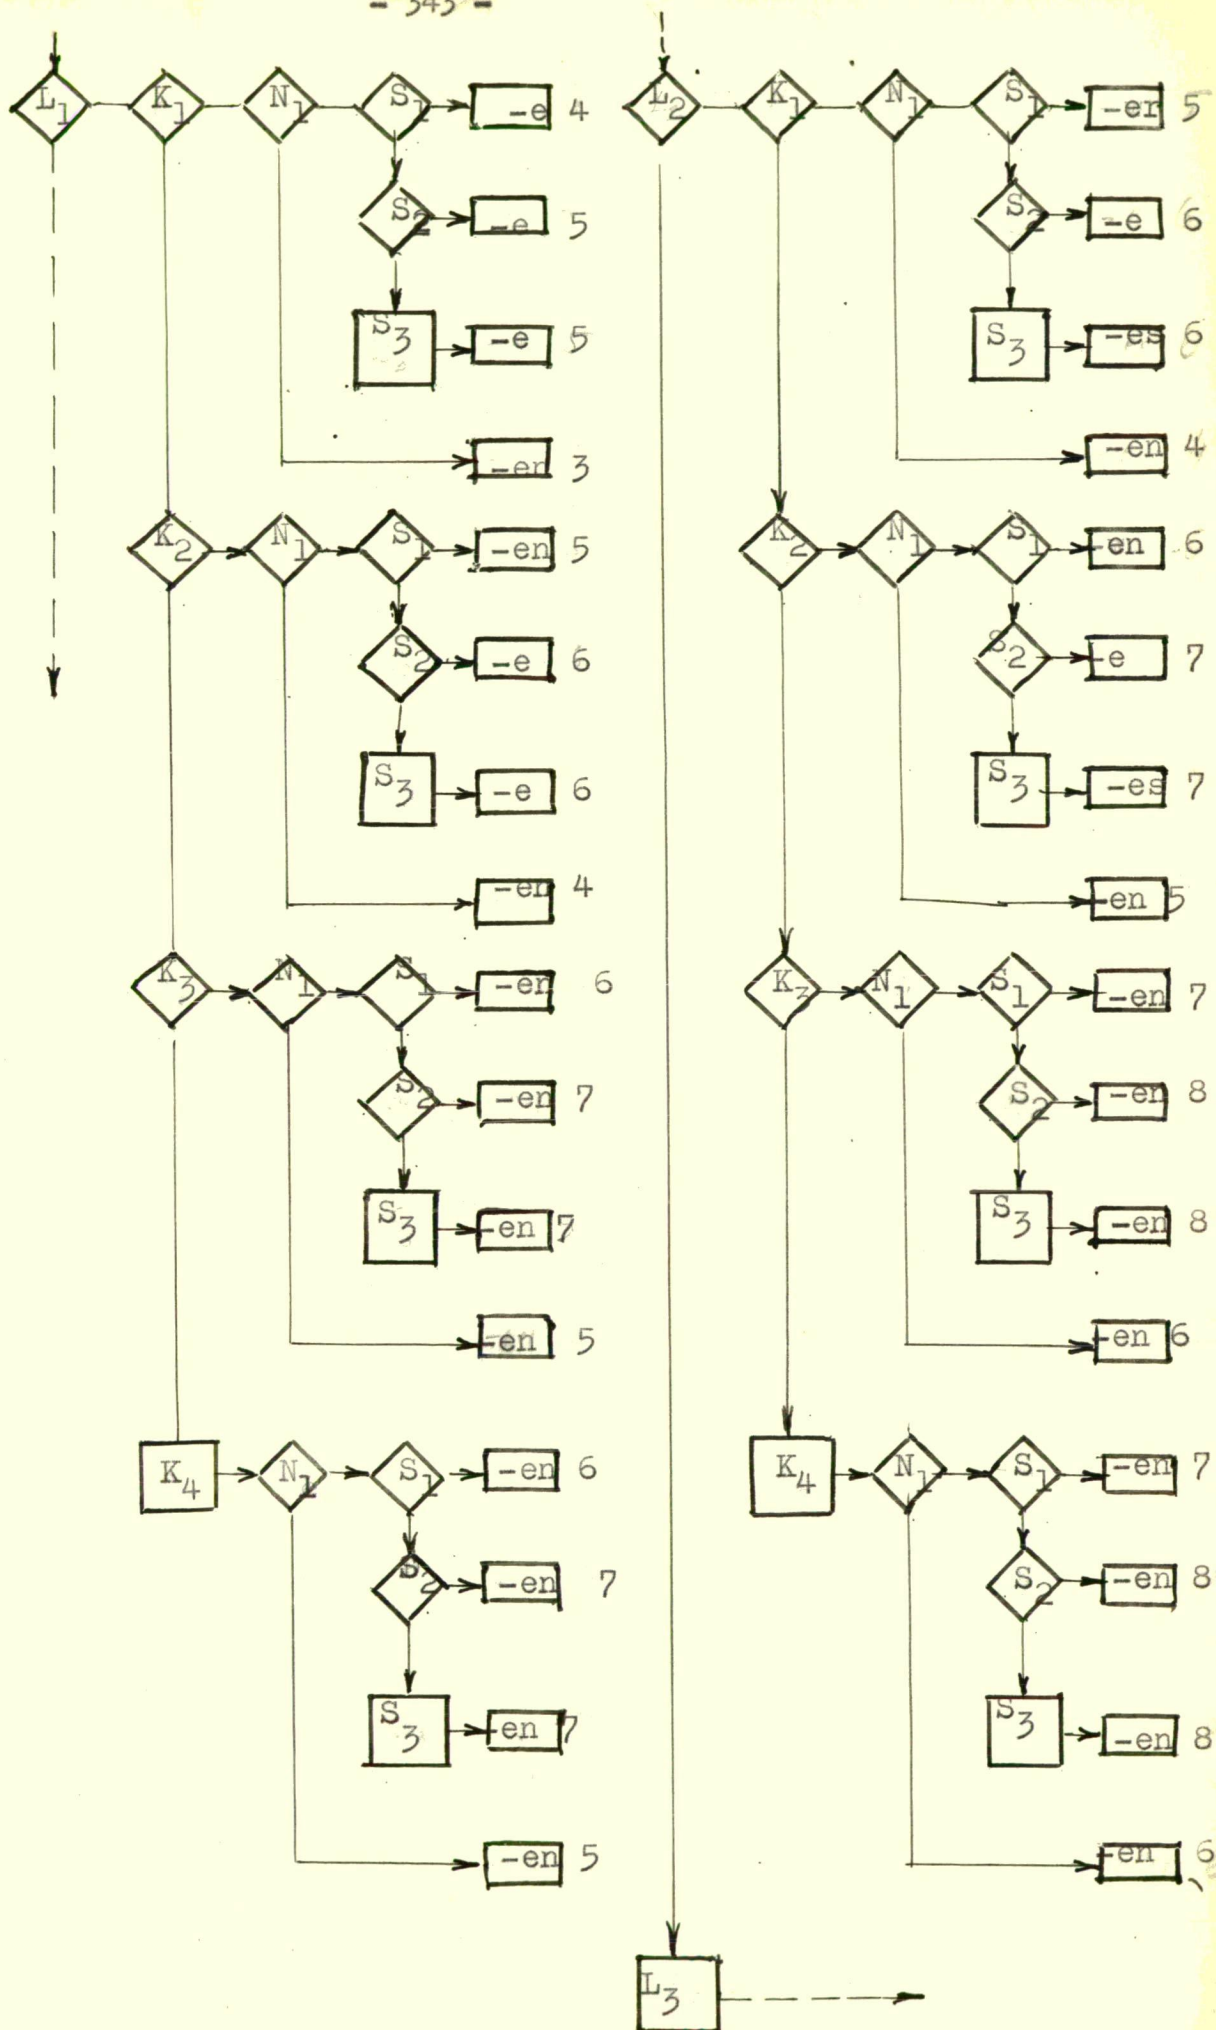 - 343 -
L1 K1 N1 S1 -e 4
S2 -e 5
S3 -e 5
-en 3
K2 N1 S1 -en 5
S2 -e 6
S3 -e 6
-en 4
K3 N1 S1 -en 6
S2 -en 7
S3 -en 7
-en 5
K4 N1 S1 -en 6
S2 -en 7
S3 en 7
-en 5
L2 K1 N1 S1 -er 5
S2 -e 6
S3 -es 6
-en 4
K2 N1 S1 -en 6
S2 -e 7
S3 -es 7
-en 5
K3 N1 S1 -en 7
S2 -en 8
S3 -en 8
-en 6
K4 N1 S1 -en 7
S2 -en 8
S3 -en 8
-en 6
L3